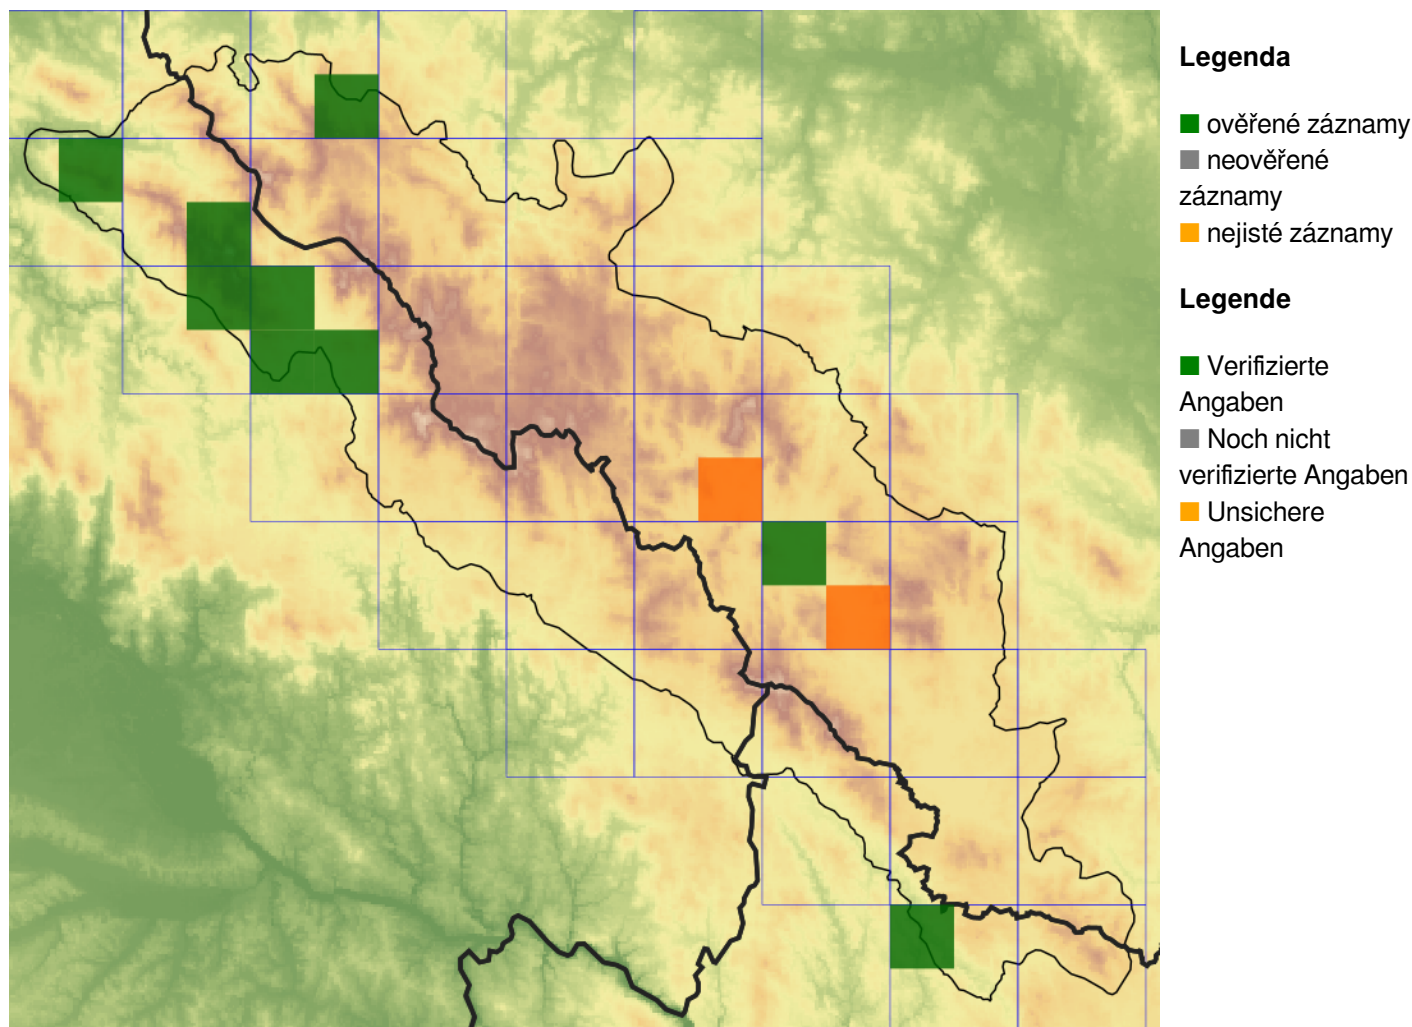 Legenda
ověřené záznamy
neověřené
záznamy
nejisté záznamy
Legende
Verifizierte
Angaben
Noch nicht
verifizierte Angaben
Unsichere
Angaben